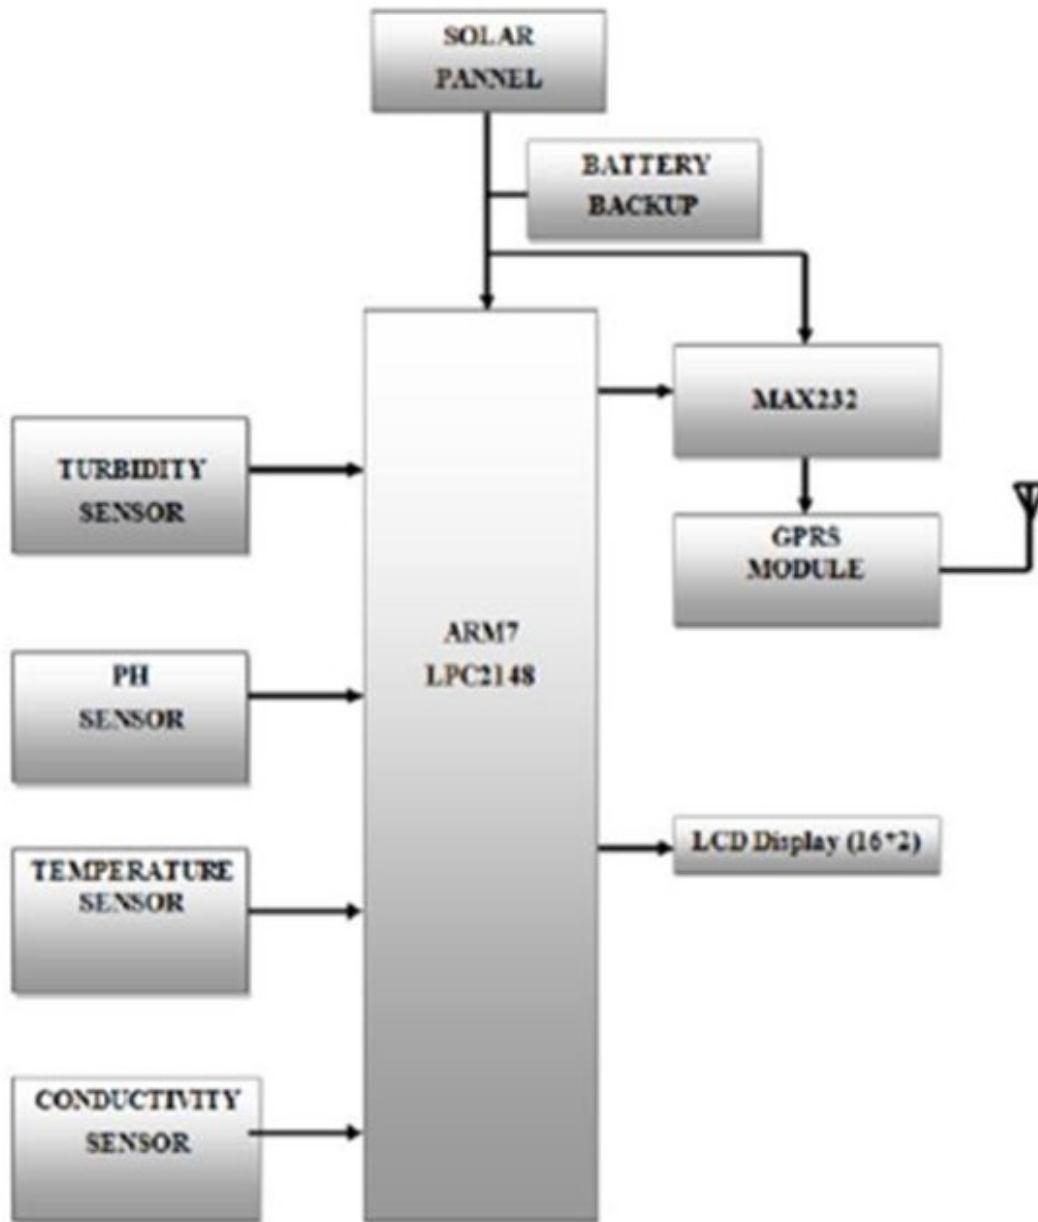 SOLAR
PANNEL
BATTERY
BACKUP
MAX232
TURBIDITY
SENSOR
GPRS
MODULE
ARM7
LPC2148
PH
SENSOR
LCD Display (16*2)
TEMPERATURE
SENSOR
CONDUCTIVITY
SENSOR